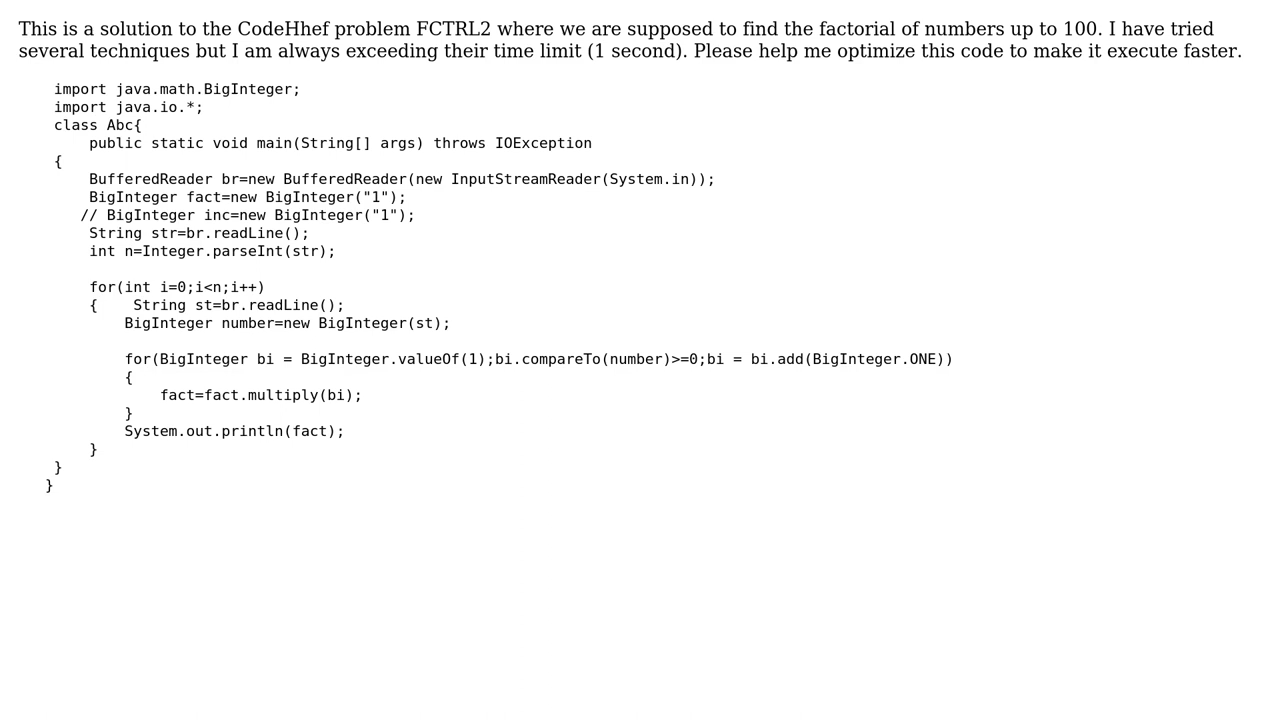 This is a solution to the CodeHhef problem FCTRL2 where we are supposed to find the factorial of numbers up to 100. I have tried
several techniques but I am always exceeding their time limit (1 second). Please help me optimize this code to make it execute faster.
import java.math.BigInteger;
import java.io.*;
class Abc{
public static void main(String[] args) throws IOException
{
BufferedReader br=new BufferedReader(new InputStreamReader(System.in));
BigInteger fact=new BigInteger("1");
// BigInteger inc=new BigInteger("1");
String str=br.readLine();
int n=Integer.parseInt(str);
for(int i=0;i<n;i++)
{    String st=br.readLine();
BigInteger number=new BigInteger(st);
for(BigInteger bi = BigInteger.valueOf(1);bi.compareTo(number)>=0;bi = bi.add(BigInteger.ONE))
{
fact=fact.multiply(bi);
}
System.out.println(fact);
}
}
}